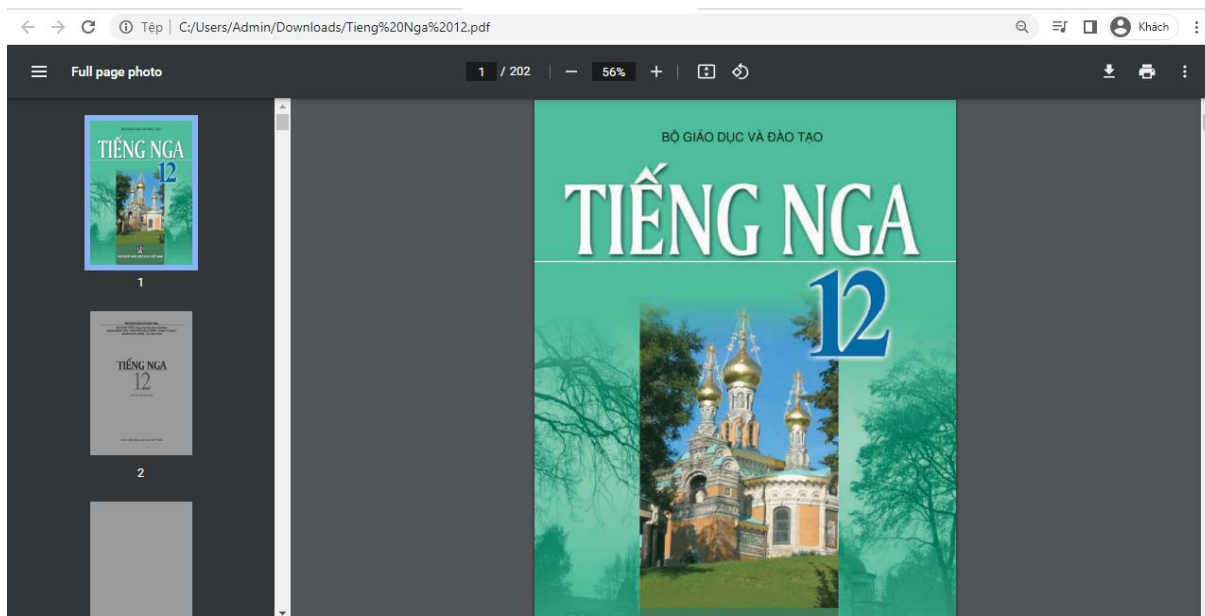 Tệp | C:/Users/Admin/Downloads/Tieng%20Nga%2012.pdf
Khách
Full page photo
1 / 202
56%
TIẾNG NGA
12
1
TIẾNG NGA
12
2
BỘ GIÁO DỤC VÀ ĐÀO TẠO
TIẾNG NGA
12